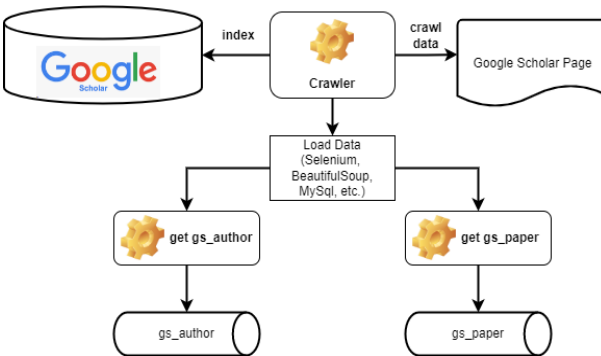 index
crawl
data
Google
Scholar
Crawler
Google Scholar Page
Load Data
(Selenium,
BeautifulSoup,
MySql, etc.)
get gs_author
get gs_paper
gs_author
gs_paper